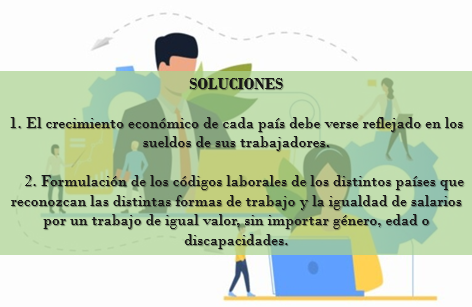 SOLUCIONES
1. El crecimiento económico de cada país debe verse reflejado en los
sueldos de sus trabajadores.
2. Formulación de los códigos laborales de los distintos países que
reconozcan las distintas formas de trabajo y la igualdad de salarios
por un trabajo de igual valor, sin importar género, edad o
discapacidades.